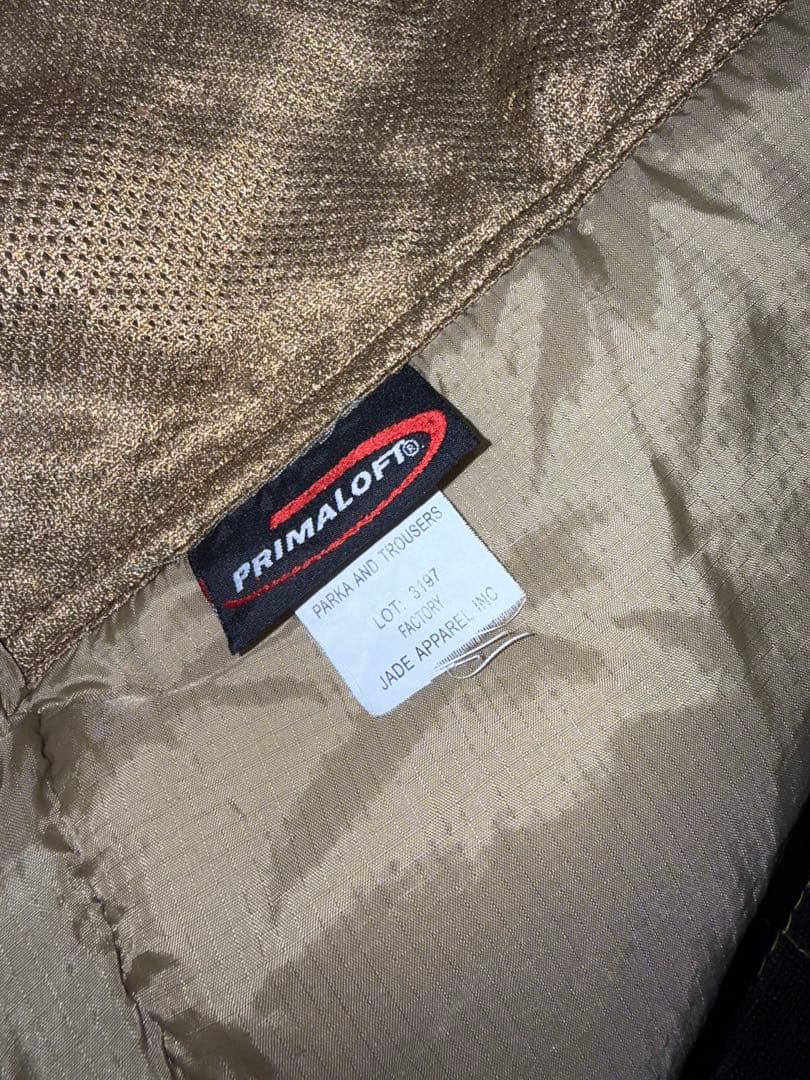 PRIMALOFT®
PARKA AND TROUSERS
LOT: 3197
FACTORY
JADE APPAREL INC